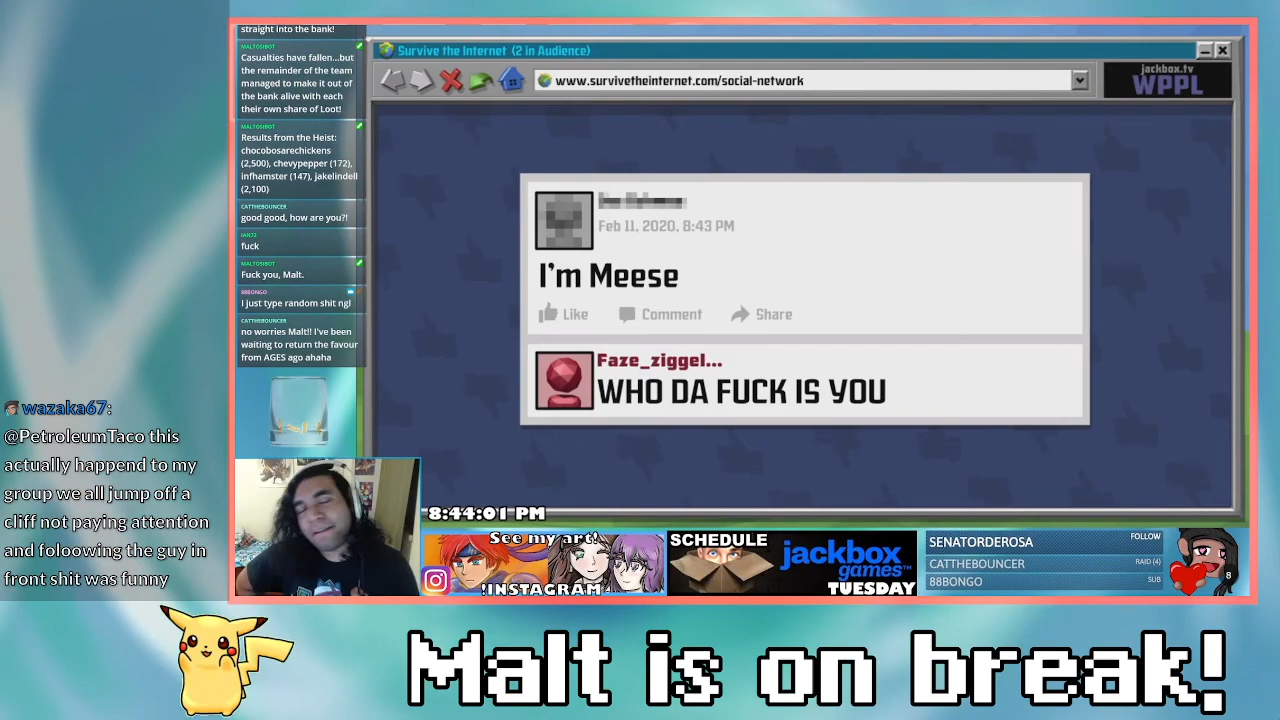 straight into the bank!
MALTOSIBOT
Casualties have fallen...but
the remainder of the team
managed to make it out of
the bank alive with each
their own share of Loot!
MALTOSIBOT
Results from the Heist:
chocobosarechickens
(2,500), chevypepper (172),
infhamster (147), jakelindell
(2,100)
CATTHEBOUNCER
good good, how are you?!
IAN73
fuck
MALTOSIBOT
Fuck you, Malt.
88BONGO
I just type random shit ngl
CATTHEBOUNCER
no worries Malt!! I've been
waiting to return the favour
from AGES ago ahaha
wazaka67:
@PetroleumTaco this
actually happend to my
group we all jump off a
cliff not paying attention
and foloowing the guy in
front shit was funny
Survive the Internet (2 in Audience)
www.survivetheinternet.com/social-network
jackbox.tv
WPPL
Feb 11, 2020, 8:43 PM
I'm Meese
Like Comment Share
Faze_ziggel...
WHO DA FUCK IS YOU
8:44:01 PM
See my art!
!INSTAGRAM
SCHEDULE
jackbox
games
TUESDAY
SENATORDEROSA FOLLOW
CATTHEBOUNCER RAID (4)
88BONGO SUB
8
Malt is on break!